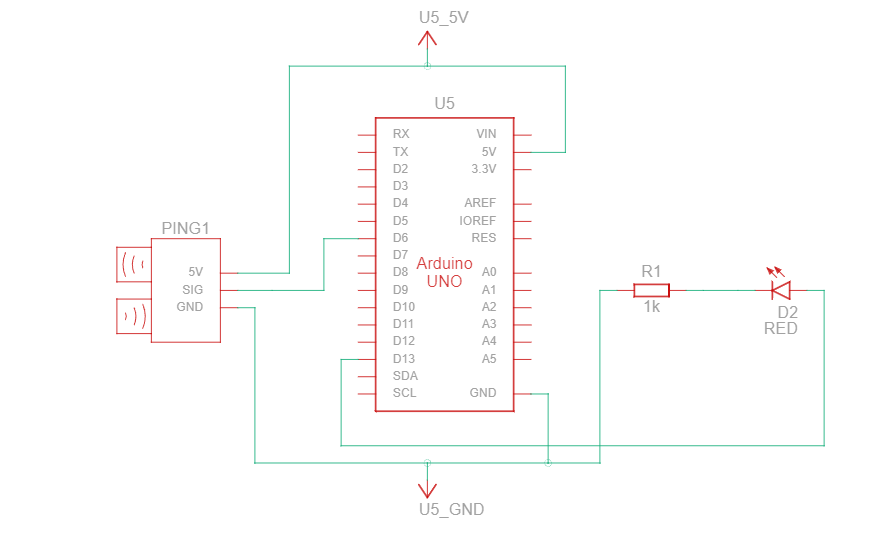 U5_5V
U5
RX
VIN
TX
5V
D2
3.3V
D3
D4
AREF
D5
IOREF
PING1
D6
RES
D7
Arduino
UNO
5V
D8
A0
R1
SIG
D9
A1
GND
D10
A2
1k
D2
D11
A3
RED
D12
A4
D13
A5
SDA
SCL
GND
U5_GND